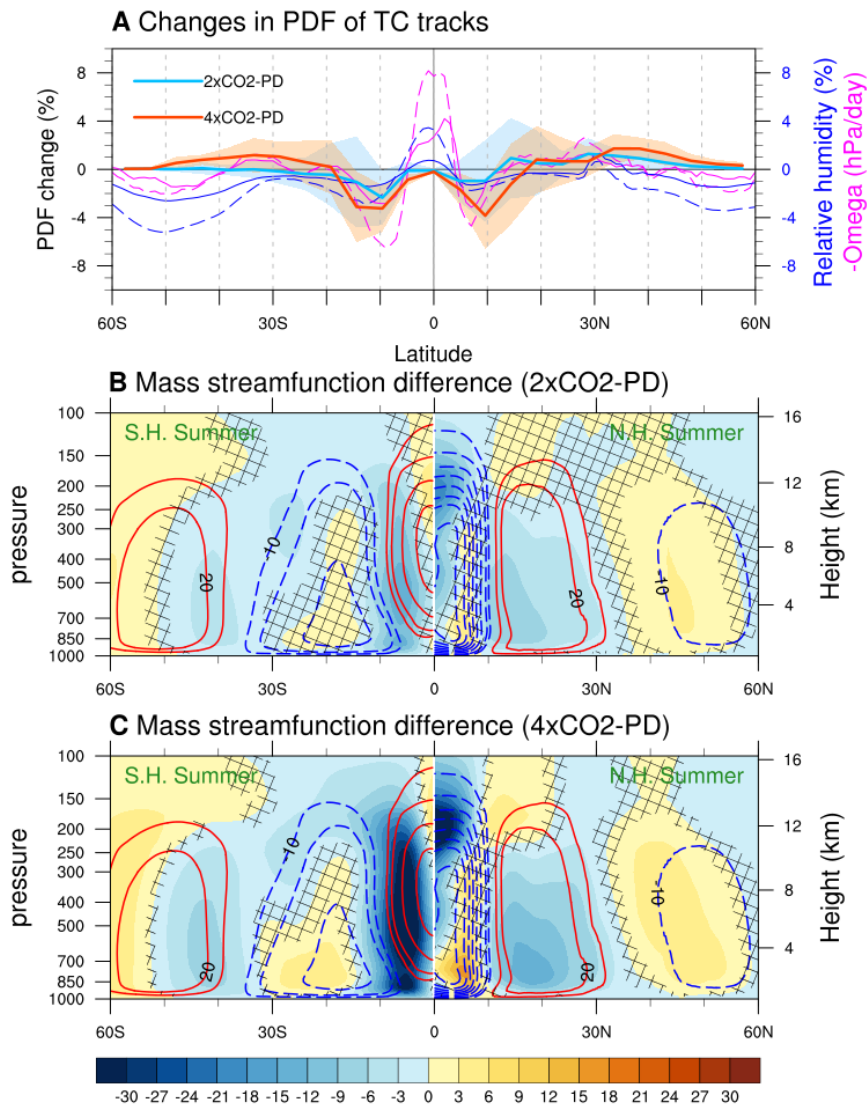 A Changes in PDF of TC tracks
2xCO2-PD
4xCO2-PD
PDF change (%)
8
4
0
-4
-8
8
4
0
-4
-8
Relative humidity (%)
-Omega (hPa/day)
60S
30S
0
30N
60N
Latitude
B Mass streamfunction difference (2xCO2-PD)
S.H. Summer
N.H. Summer
pressure
100
150
200
250
300
400
500
700
850
1000
16
12
8
4
Height (km)
20
-10
20
-10
60S
30S
0
30N
60N
C Mass streamfunction difference (4xCO2-PD)
S.H. Summer
N.H. Summer
pressure
100
150
200
250
300
400
500
700
850
1000
16
12
8
4
Height (km)
20
-10
20
-10
60S
30S
0
30N
60N
-30 -27 -24 -21 -18 -15 -12 -9 -6 -3 0 3 6 9 12 15 18 21 24 27 30